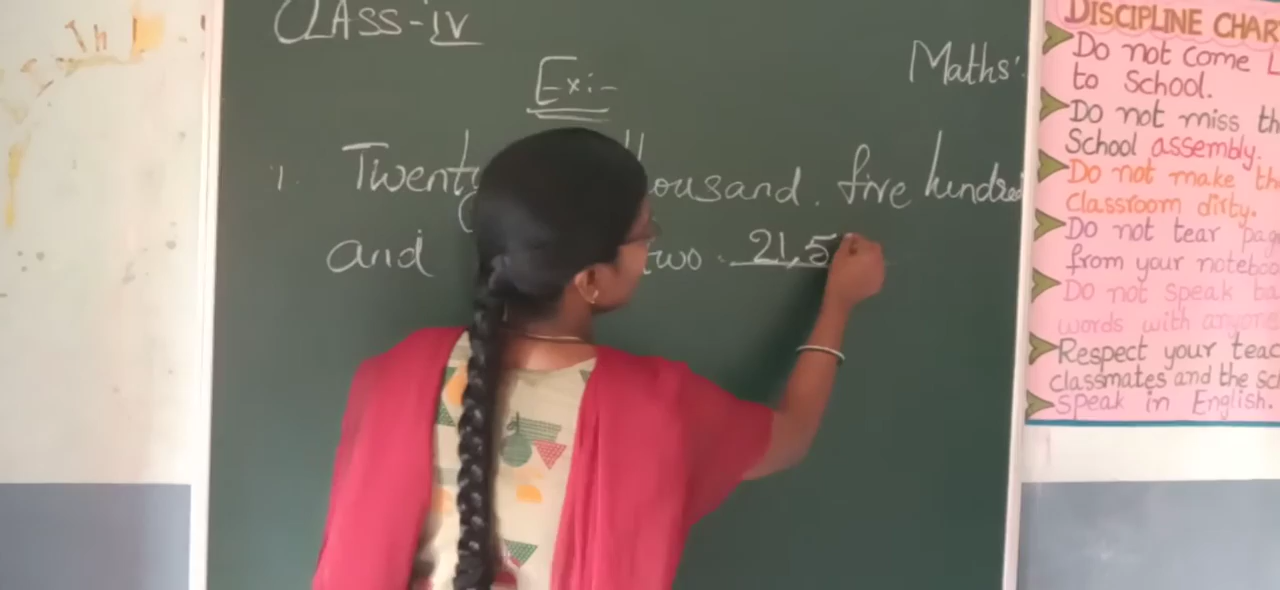 CLASS-IV
Maths:
Ex:-
1. Twenty thousand. five hundred
and two. 21,5
DISCIPLINE CHAR
Do not come L
to School.
Do not miss th
School assembly.
Do not make th
classroom dirty.
Do not tear pag
from your noteboo
Do not speak ba
words with anyone
Respect your teac
classmates and the sc
Speak in English.